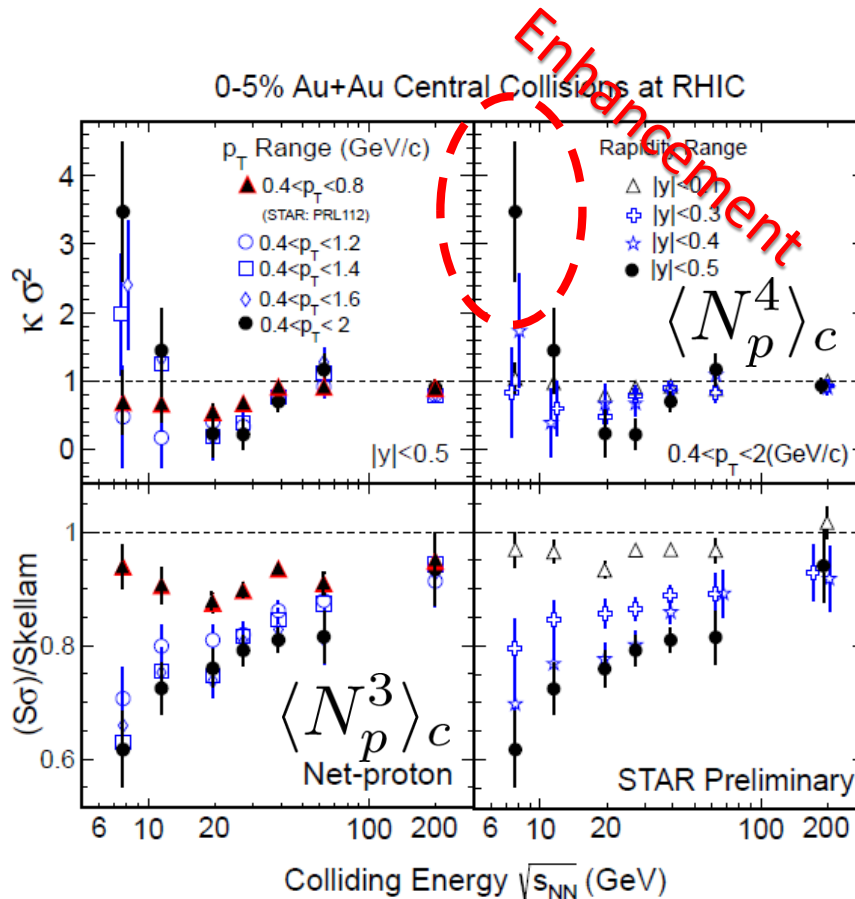 Enhancement
0-5% Au+Au Central Collisions at RHIC
p_T Range (GeV/c)
0.4<p_T<0.8
(STAR: PRL112)
0.4<p_T<1.2
0.4<p_T<1.4
0.4<p_T<1.6
0.4<p_T<2
|y|<0.5
κ σ²
4
3
2
1
0
Rapidity Range
|y|<0.1
|y|<0.3
|y|<0.4
|y|<0.5
⟨N_p^4⟩_c
0.4<p_T<2(GeV/c)
(Sσ)/Skellam
1
0.8
0.6
⟨N_p^3⟩_c
Net-proton
STAR Preliminary
6 10 20 100 200 6 10 20 100 200
Colliding Energy √s_NN (GeV)